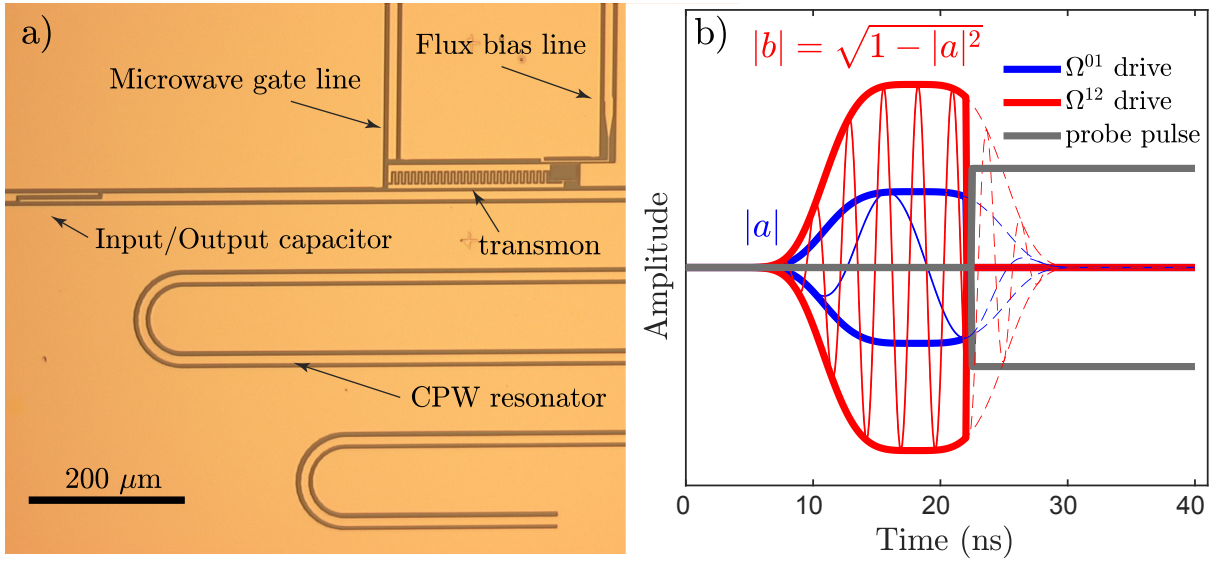 a)
Flux bias line
Microwave gate line
Input/Output capacitor
transmon
CPW resonator
200 μm
b)
|b| = √1 − |a|²
Ω⁰¹ drive
Ω¹² drive
probe pulse
|a|
Amplitude
0 10 20 30 40
Time (ns)